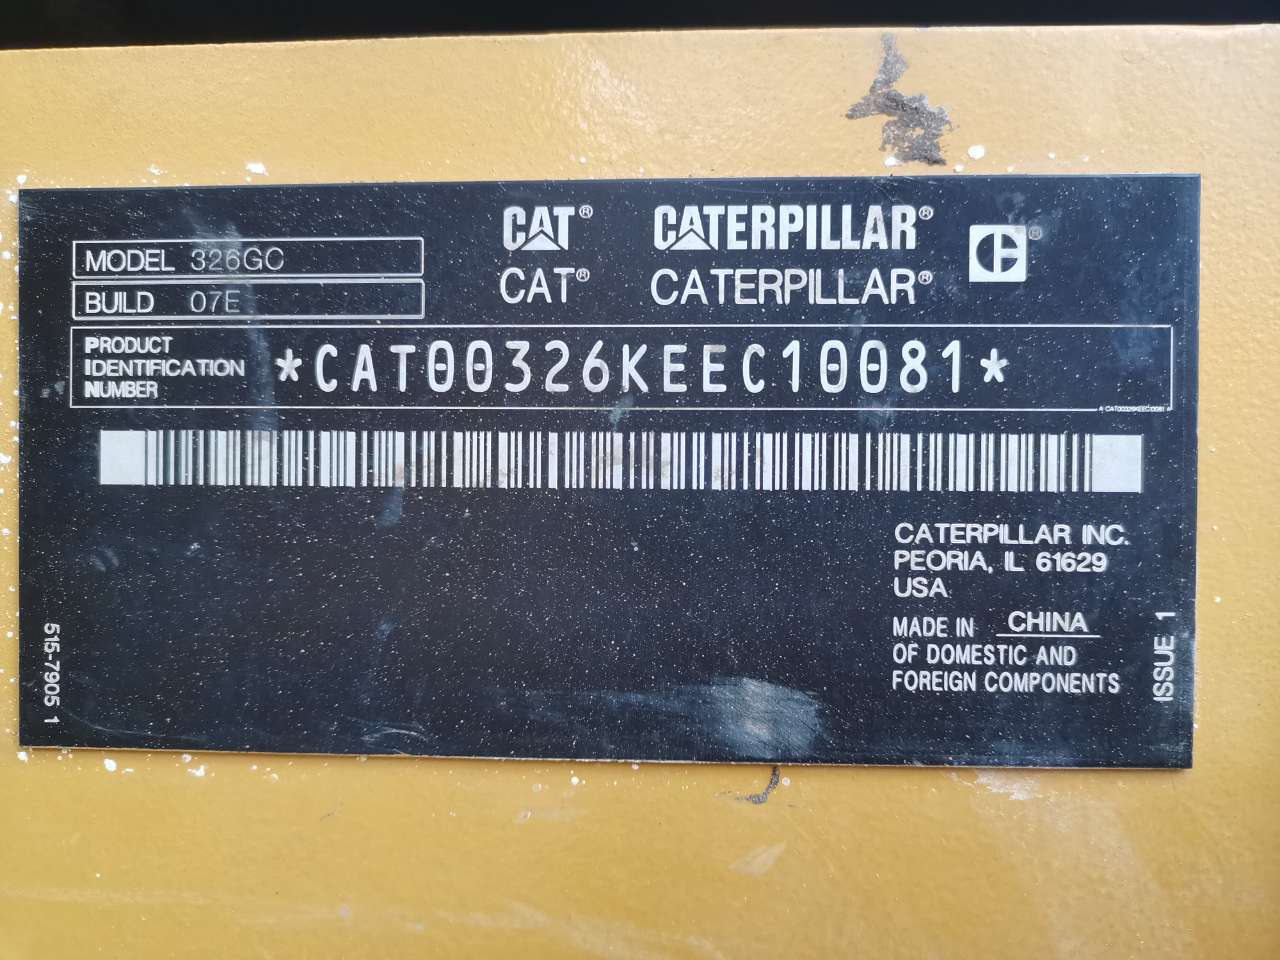 CAT® CATERPILLAR® C®
CAT® CATERPILLAR®
MODEL 326GC
BUILD 07E
PRODUCT
IDENTIFICATION
NUMBER
*CAT00326KEEC10081*
* CAT00326KEEC10081 *
CATERPILLAR INC.
PEORIA, IL 61629
USA
MADE IN CHINA
OF DOMESTIC AND
FOREIGN COMPONENTS
515-7905 1
ISSUE 1